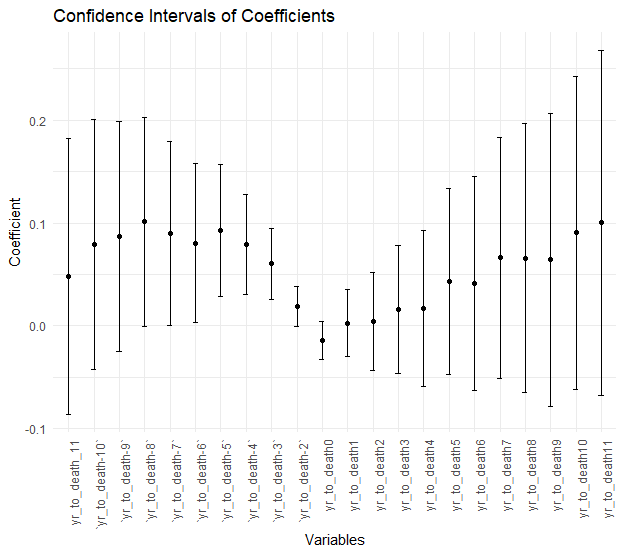 Confidence Intervals of Coefficients
Coefficient
0.2
0.1
0.0
-0.1
yr_to_death_11
`yr_to_death-10`
`yr_to_death-9`
`yr_to_death-8`
`yr_to_death-7`
`yr_to_death-6`
`yr_to_death-5`
`yr_to_death-4`
`yr_to_death-3`
`yr_to_death-2`
yr_to_death0
yr_to_death1
yr_to_death2
yr_to_death3
yr_to_death4
yr_to_death5
yr_to_death6
yr_to_death7
yr_to_death8
yr_to_death9
yr_to_death10
yr_to_death11
Variables